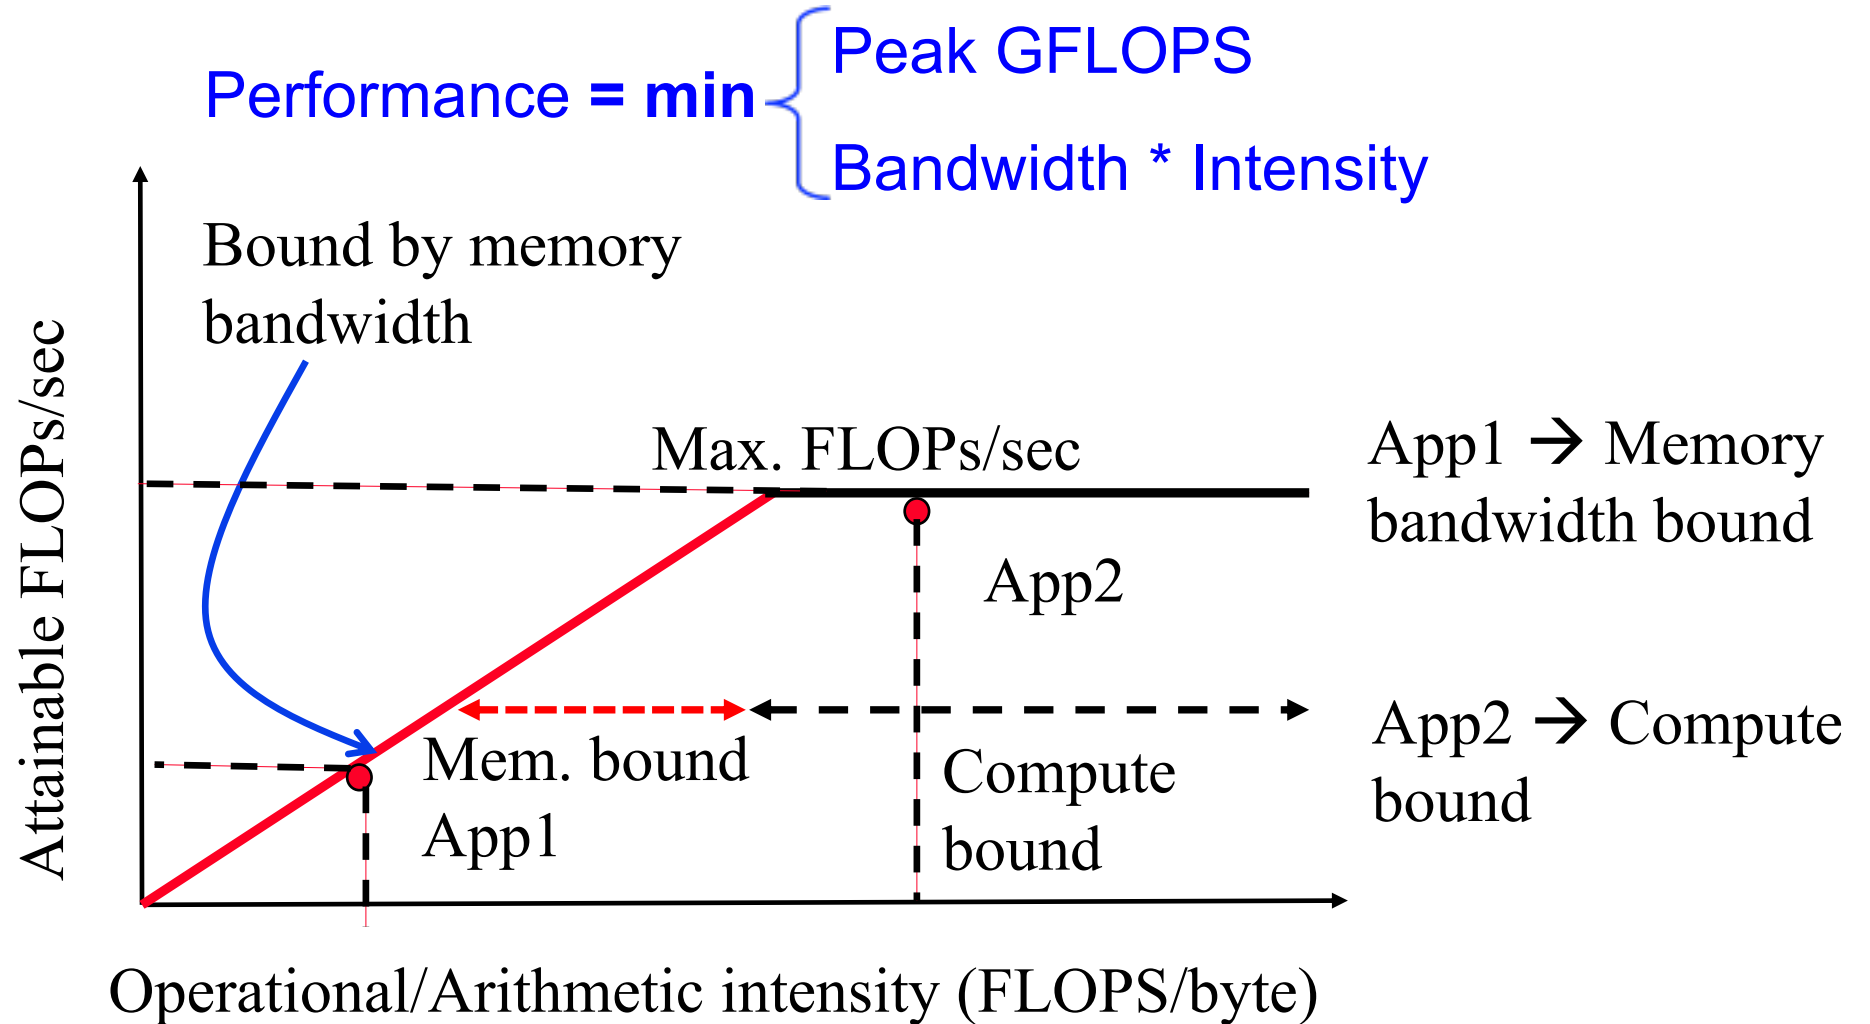 Peak GFLOPS
Performance = min
Bandwidth * Intensity
Bound by memory
bandwidth
Attainable FLOPs/sec
Max. FLOPs/sec
App1 → Memory
bandwidth bound
App2
Mem. bound
App1
Compute
bound
App2 → Compute
bound
Operational/Arithmetic intensity (FLOPS/byte)